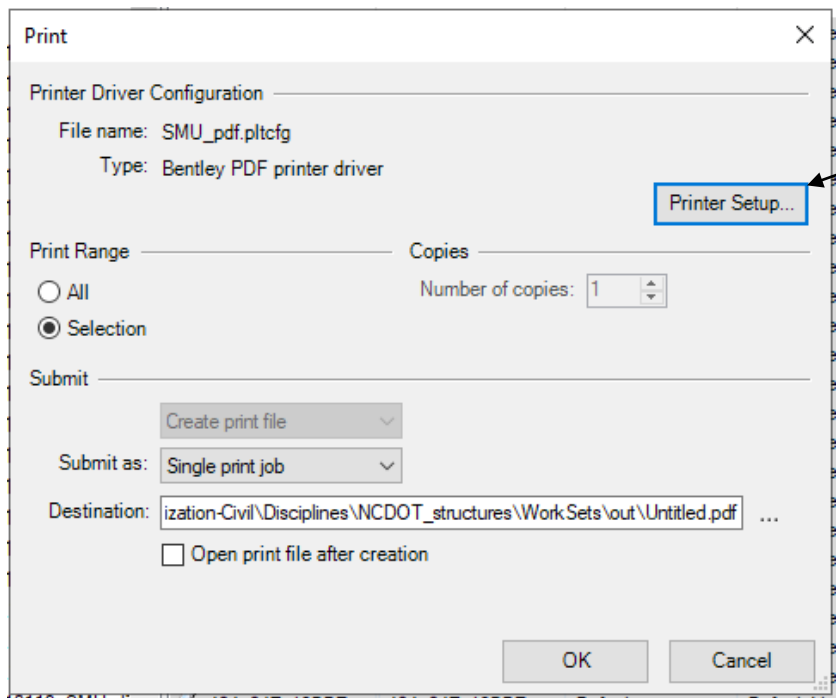 Print
Printer Driver Configuration
File name: SMU_pdf.pltcfg
Type: Bentley PDF printer driver
Printer Setup...
Print Range
Copies
All
Number of copies: 1
Selection
Submit
Create print file
Submit as: Single print job
Destination: ization-Civil\Disciplines\NCDOT_structures\WorkSets\out\Untitled.pdf ...
Open print file after creation
OK Cancel